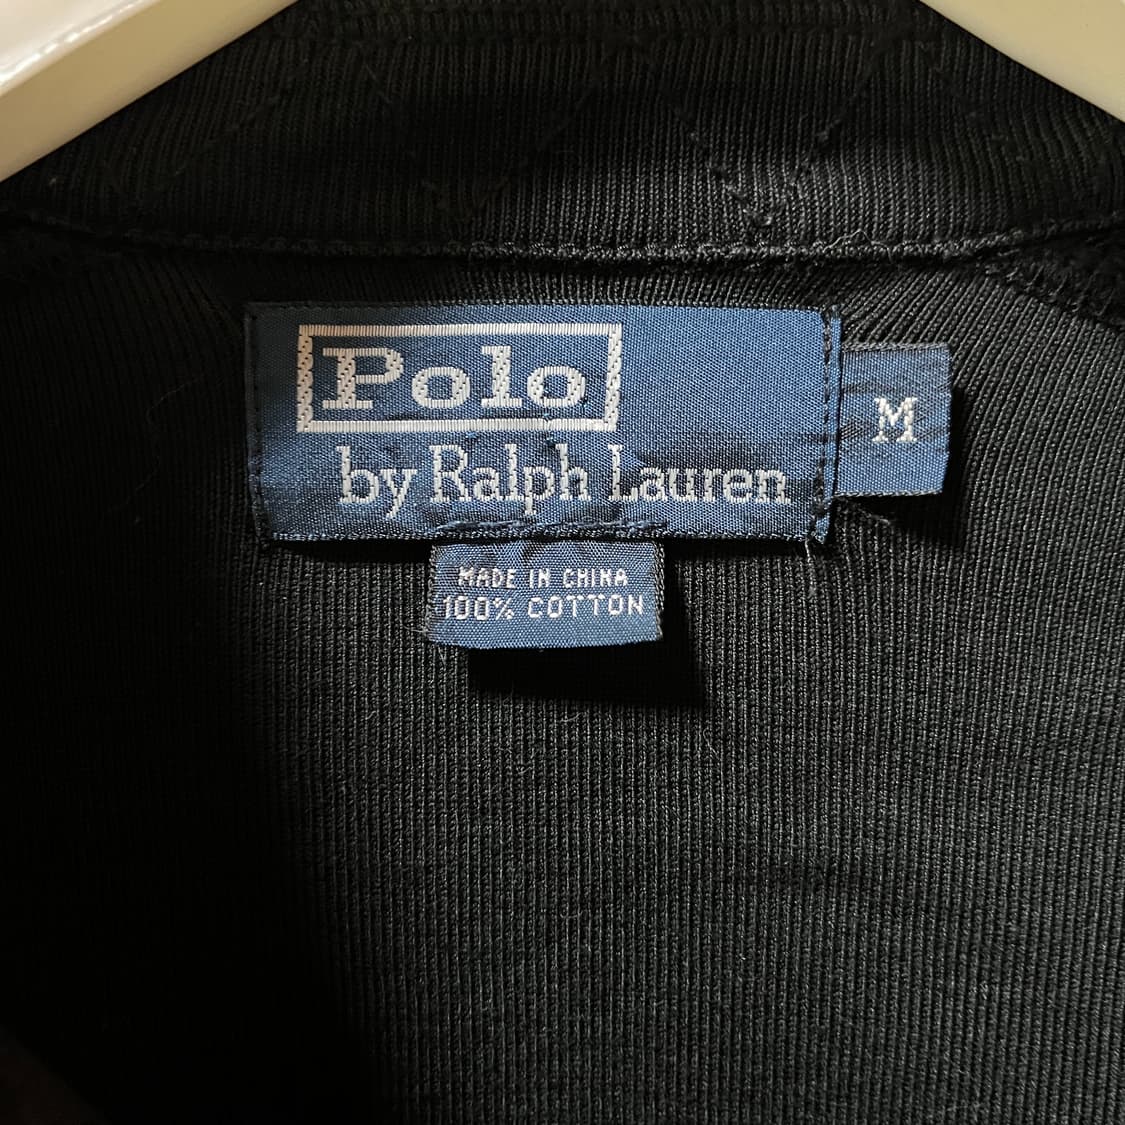 Polo
by Ralph Lauren
M
MADE IN CHINA
100% COTTON